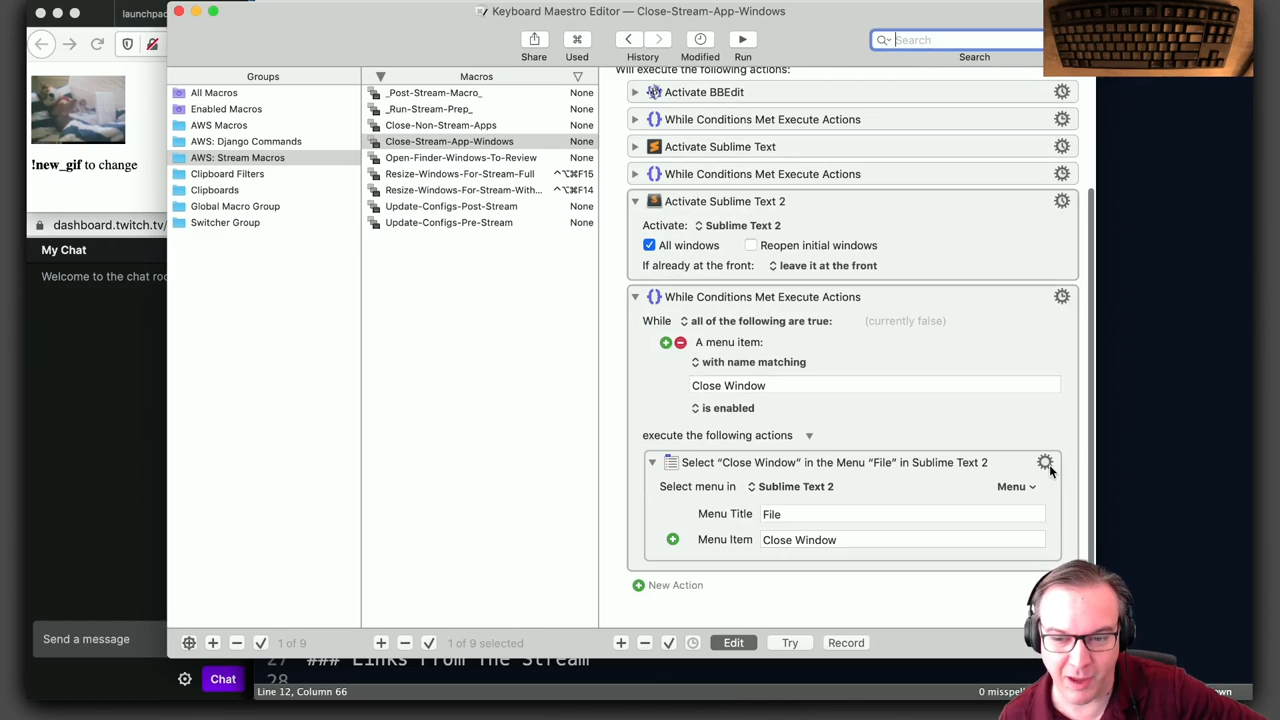 launchpad
Keyboard Maestro Editor — Close-Stream-App-Windows
Search
Share
Used
History
Modified
Run
Search
!new_gif to change
dashboard.twitch.tv/
My Chat
Welcome to the chat roo
Send a message
Chat
Groups
All Macros
Enabled Macros
AWS Macros
AWS: Django Commands
AWS: Stream Macros
Clipboard Filters
Clipboards
Global Macro Group
Switcher Group
1 of 9
Macros
_Post-Stream-Macro_ None
_Run-Stream-Prep_ None
Close-Non-Stream-Apps None
Close-Stream-App-Windows None
Open-Finder-Windows-To-Review None
Resize-Windows-For-Stream-Full ^⌥⌘F15
Resize-Windows-For-Stream-With... ^⌥⌘F14
Update-Configs-Post-Stream None
Update-Configs-Pre-Stream None
1 of 9 selected
Will execute the following actions:
Activate BBEdit
While Conditions Met Execute Actions
Activate Sublime Text
While Conditions Met Execute Actions
Activate Sublime Text 2
Activate: Sublime Text 2
All windows Reopen initial windows
If already at the front: leave it at the front
While Conditions Met Execute Actions
While all of the following are true: (currently false)
A menu item:
with name matching
Close Window
is enabled
execute the following actions
Select “Close Window” in the Menu “File” in Sublime Text 2
Select menu in Sublime Text 2 Menu
Menu Title File
Menu Item Close Window
New Action
Edit Try Record
27 ### Links From The Stream
28
Line 12, Column 66
0 misspel